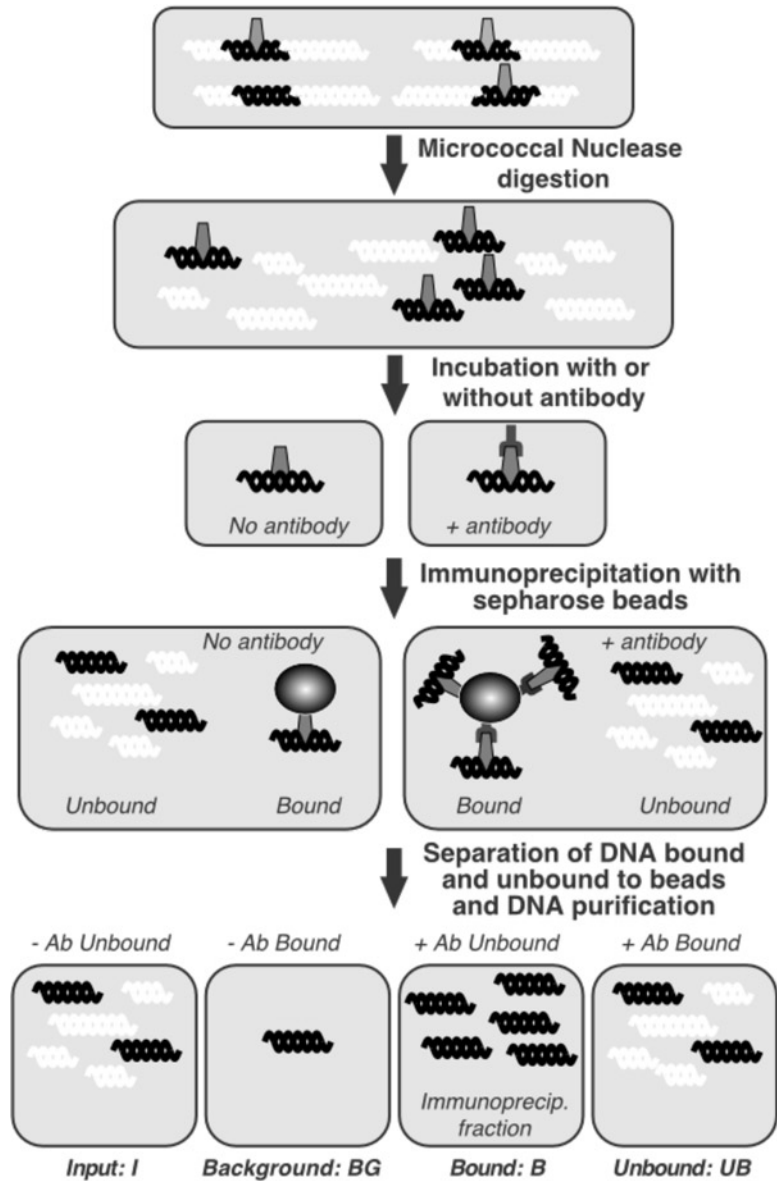 Micrococcal Nuclease
digestion
Incubation with or
without antibody
No antibody
+ antibody
Immunoprecipitation with
sepharose beads
No antibody
+ antibody
Unbound
Bound
Bound
Unbound
Separation of DNA bound
and unbound to beads
and DNA purification
- Ab Unbound
- Ab Bound
+ Ab Unbound
+ Ab Bound
Immunoprecip.
fraction
Input: I
Background: BG
Bound: B
Unbound: UB